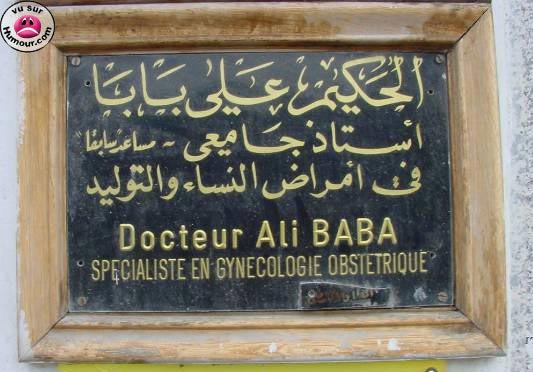 vu sur
Humour.com
الحكيم علي بابا
أستاذ جامعي ~ مساعد سابقا "
في أمراض النساء والتوليد
Docteur Ali BABA
SPECIALISTE EN GYNECOLOGIE OBSTETRIQUE